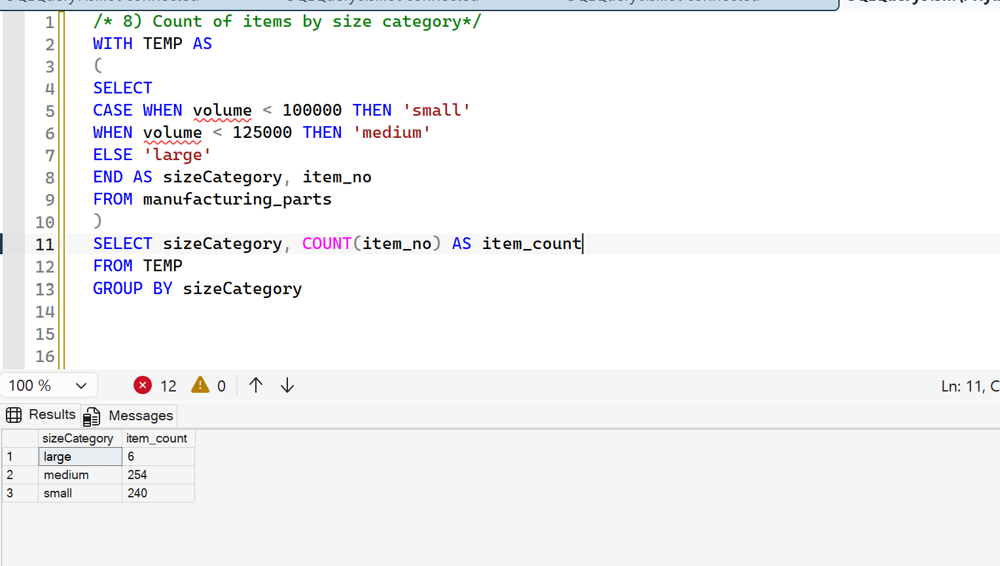 1 /* 8) Count of items by size category*/
2 WITH TEMP AS
3 (
4 SELECT
5 CASE WHEN volume < 100000 THEN 'small'
6 WHEN volume < 125000 THEN 'medium'
7 ELSE 'large'
8 END AS sizeCategory, item_no
9 FROM manufacturing_parts
10 )
11 SELECT sizeCategory, COUNT(item_no) AS item_count
12 FROM TEMP
13 GROUP BY sizeCategory
14
15
16
100 % 12 0 Ln: 11, C
Results Messages
sizeCategory item_count
1 large 6
2 medium 254
3 small 240